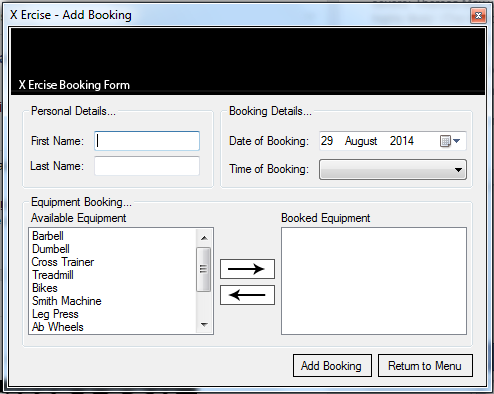 X Ercise - Add Booking
X Ercise Booking Form
Personal Details...
First Name:
Last Name:
Booking Details...
Date of Booking: 29 August 2014
Time of Booking:
Equipment Booking...
Available Equipment
Barbell
Dumbell
Cross Trainer
Treadmill
Bikes
Smith Machine
Leg Press
Ab Wheels
Booked Equipment
Add Booking
Return to Menu